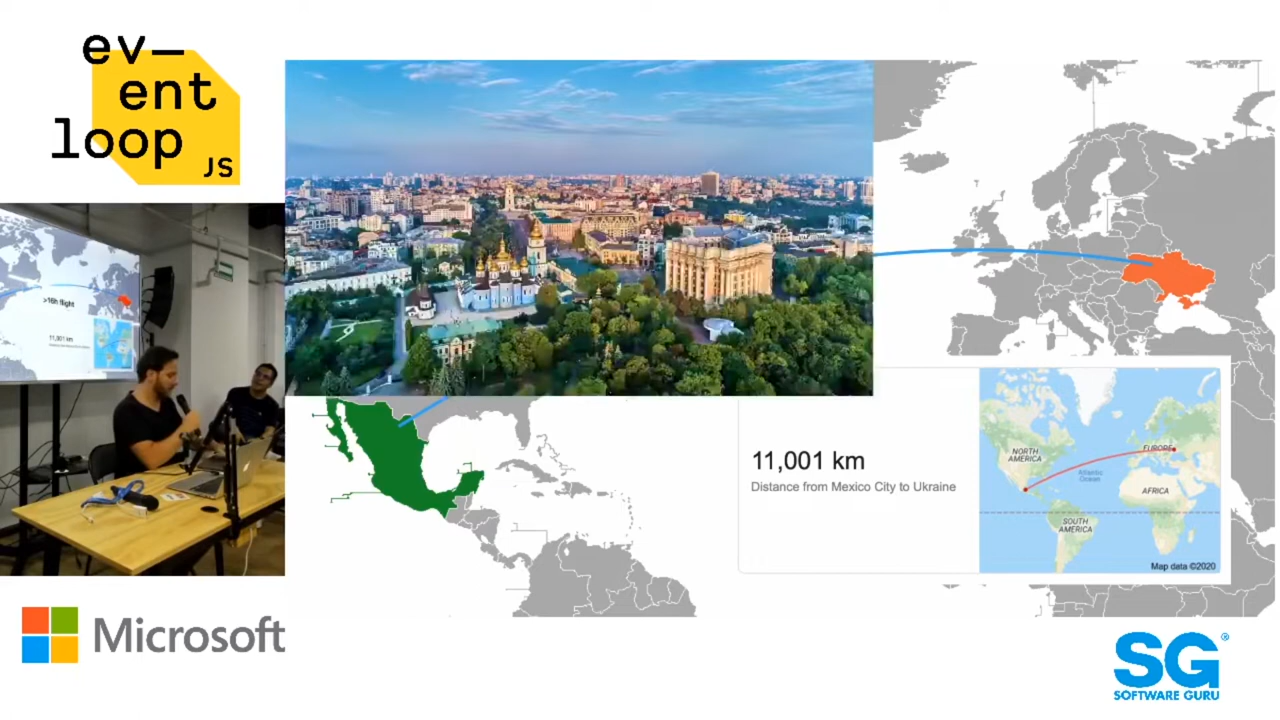 ev—
ent
loop
JS
>16h flight
11,001 km
11,001 km
Distance from Mexico City to Ukraine
NORTH
AMERICA
EUROPE
Atlantic
Ocean
AFRICA
SOUTH
AMERICA
Map data ©2020
Microsoft
SG®
SOFTWARE GURU